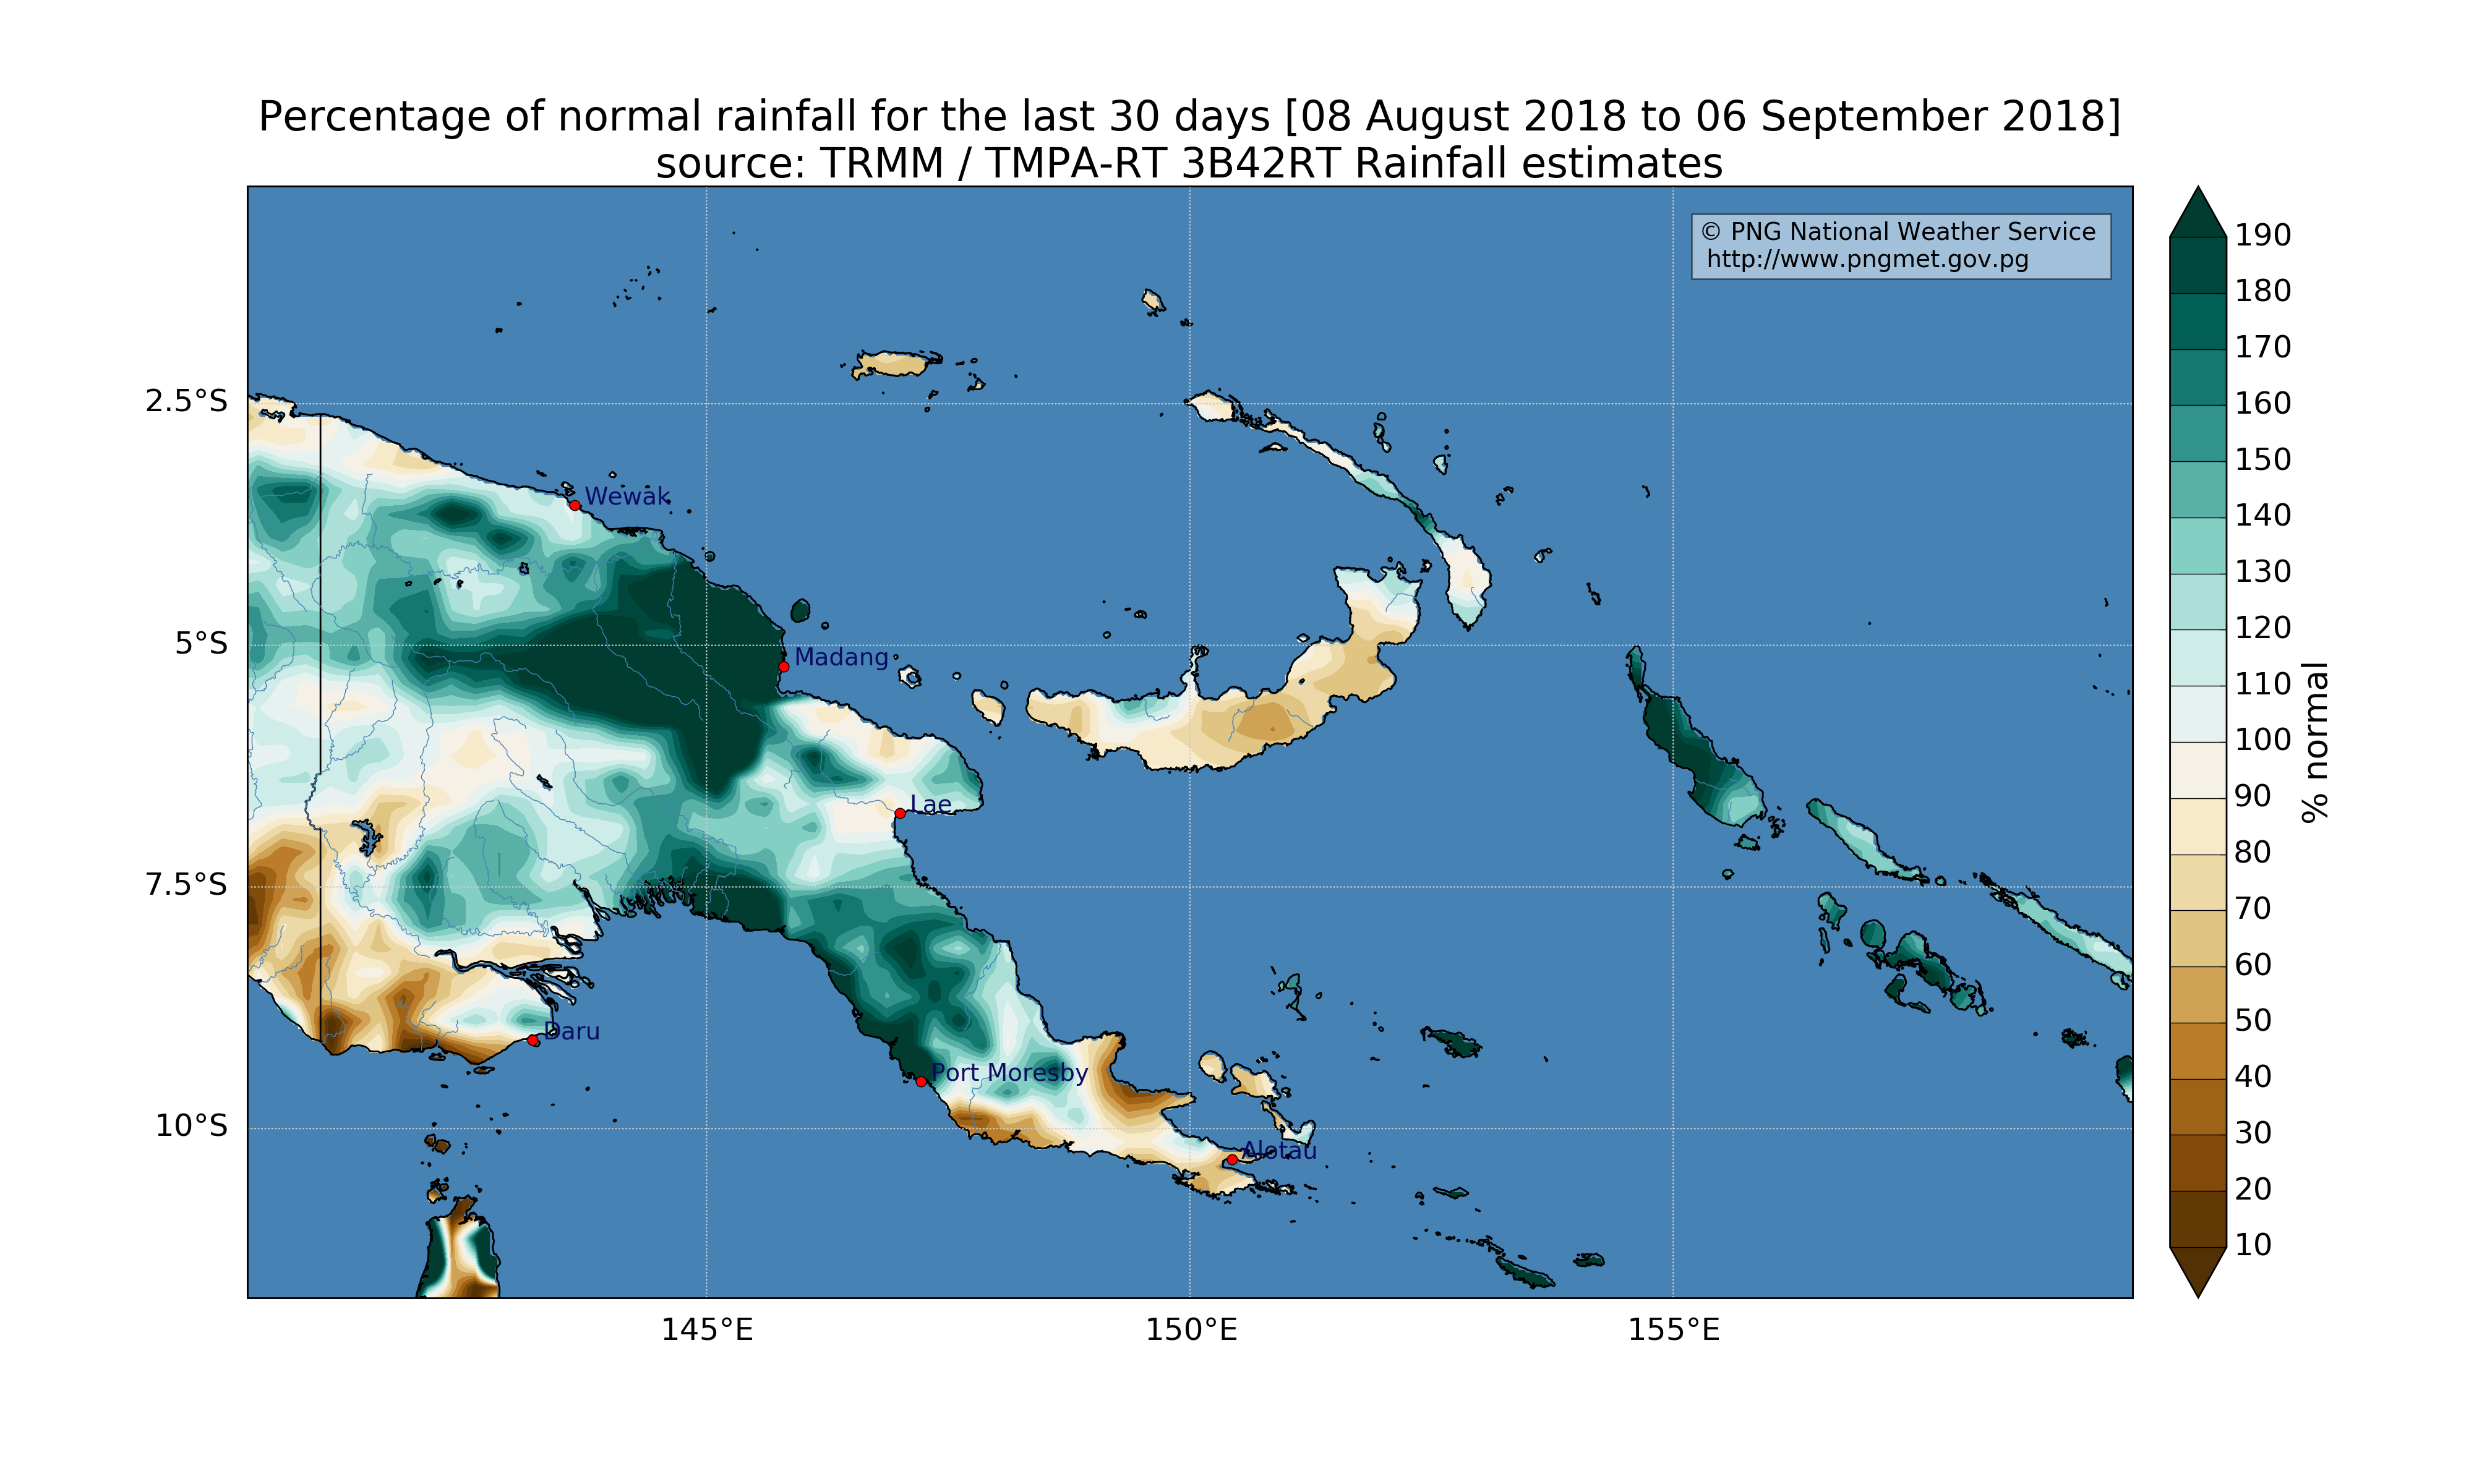 Percentage of normal rainfall for the last 30 days [08 August 2018 to 06 September 2018]
source: TRMM / TMPA-RT 3B42RT Rainfall estimates
© PNG National Weather Service
http://www.pngmet.gov.pg
190
180
170
160
150
140
130
120
110
100
90
80
70
60
50
40
30
20
10
% normal
2.5°S
5°S
7.5°S
10°S
Wewak
Madang
Lae
Daru
Port Moresby
Alotau
145°E
150°E
155°E